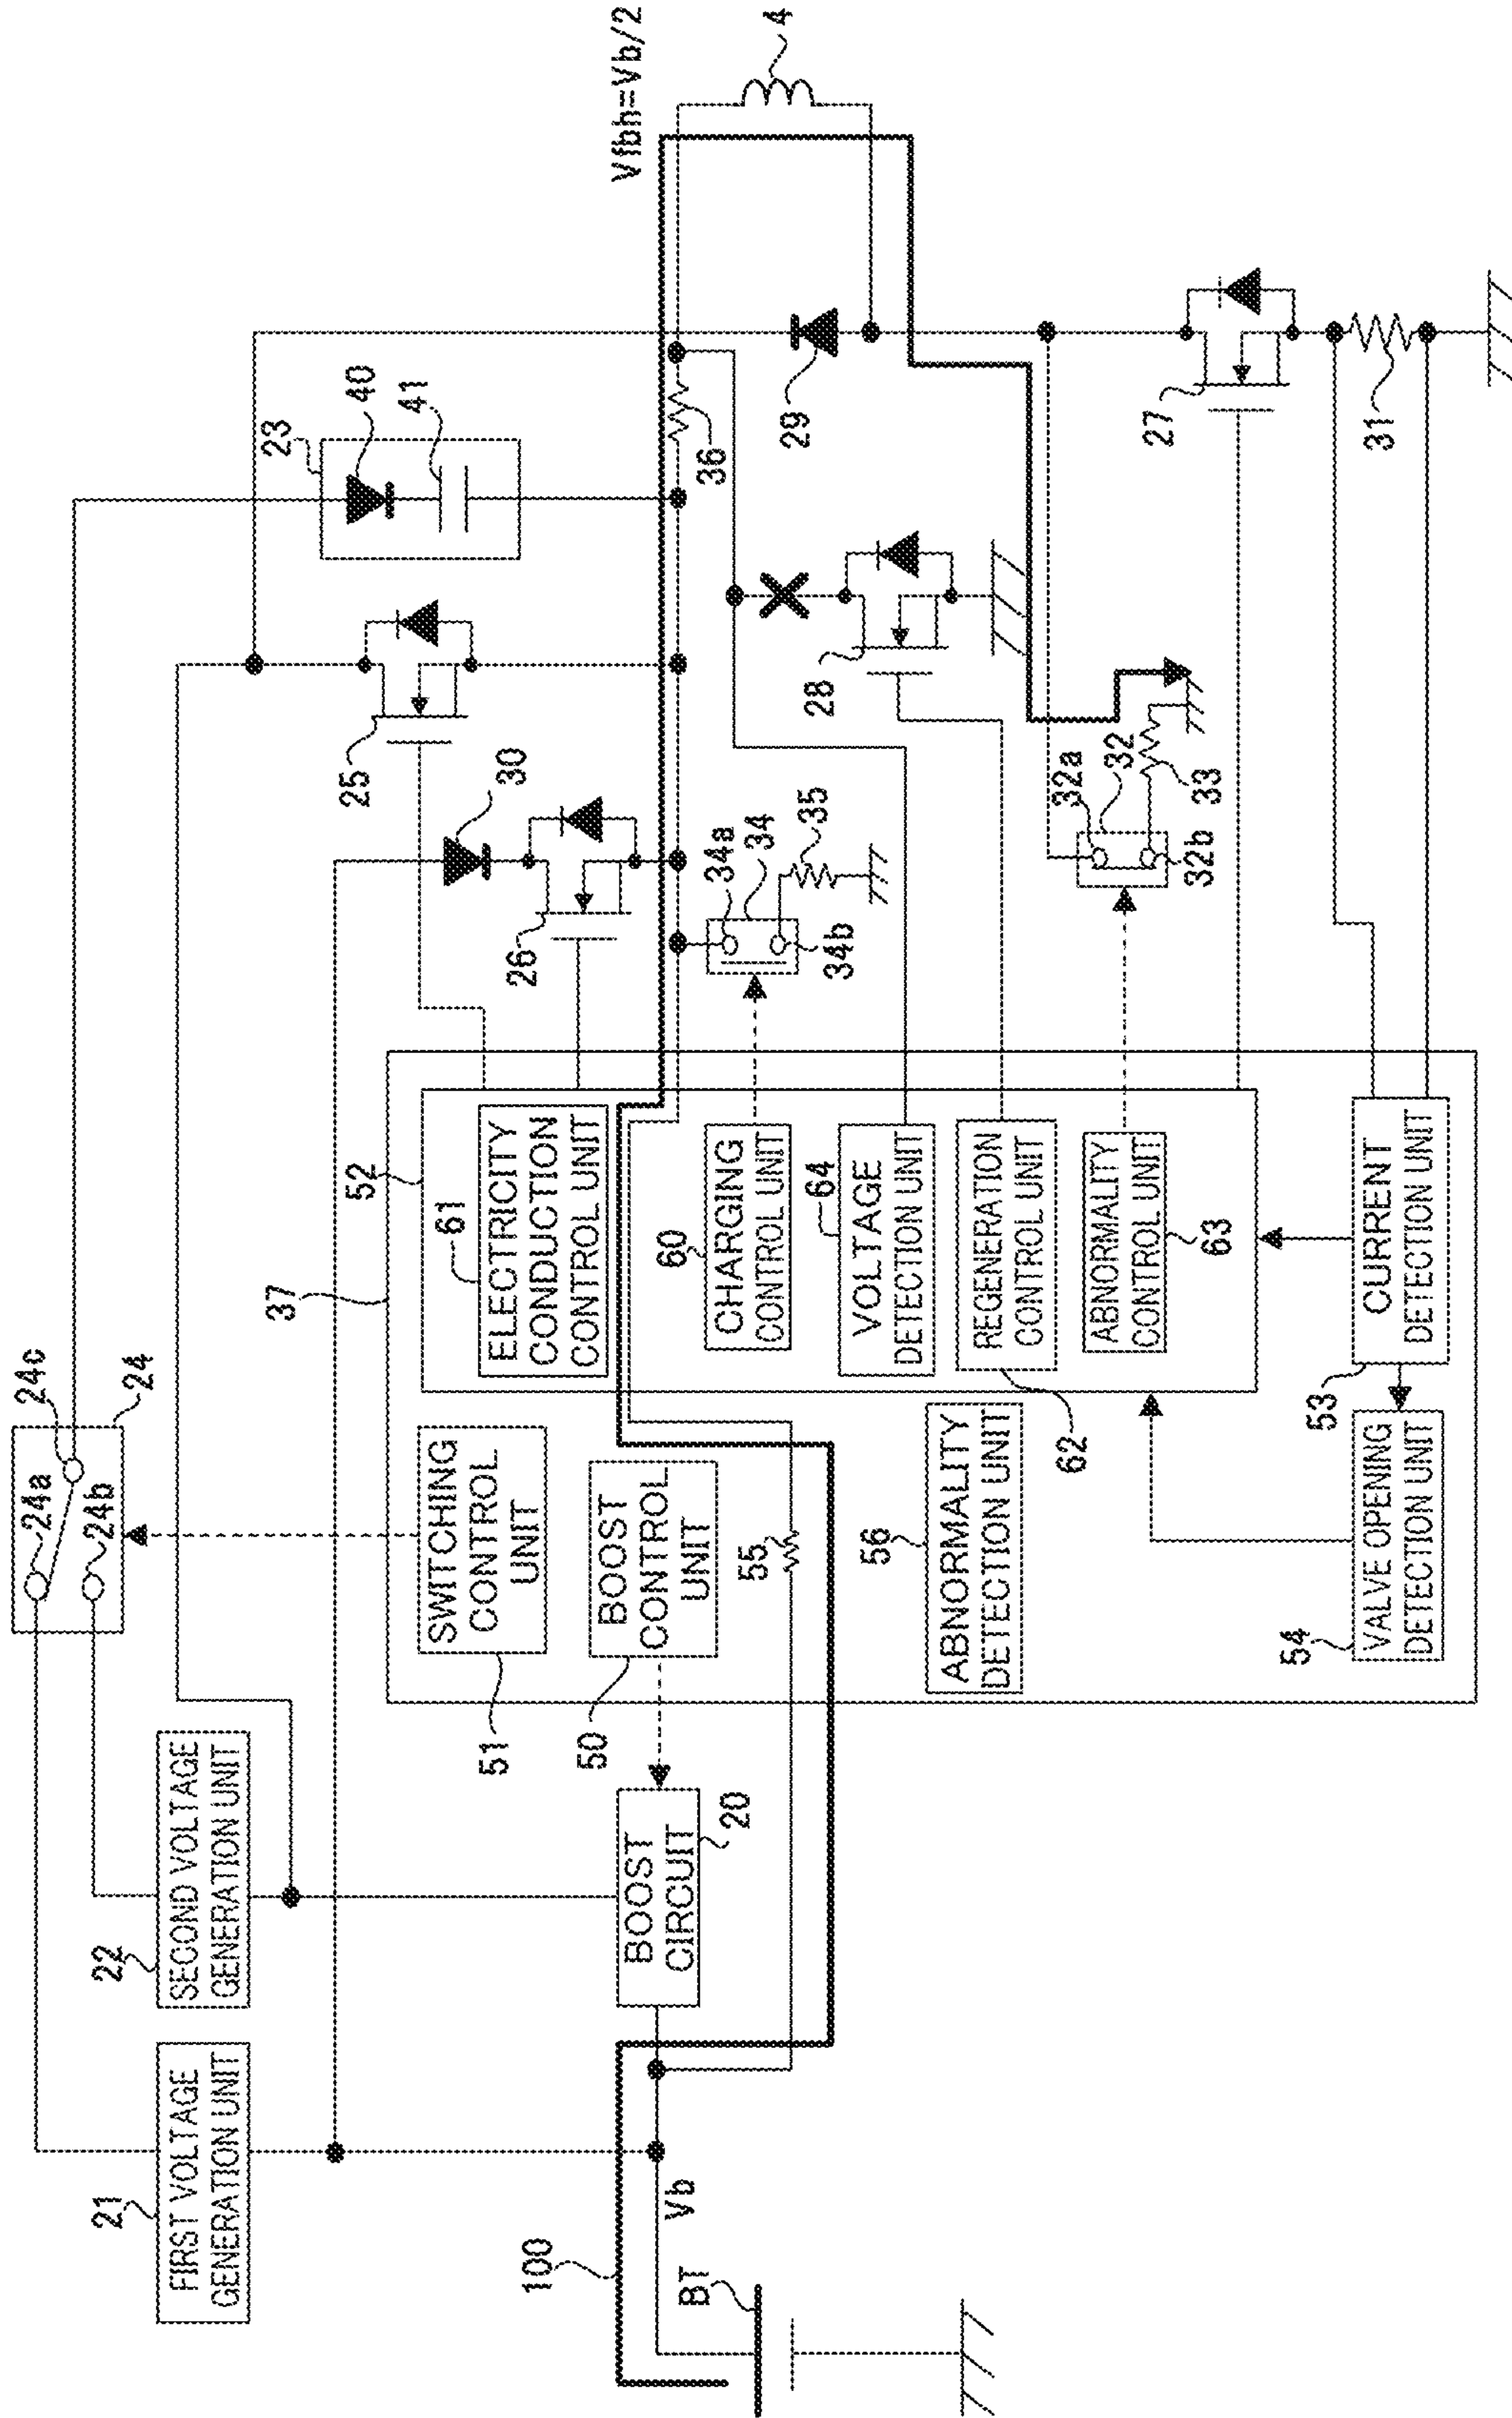 24c
24a
24
24b
23
40
41
Vfbh=Vb/2
4
25
30
26
36
29
34a
34
35
34b
28
32a
32
33
32b
27
31
37
52
61
ELECTRICITY
CONDUCTION
CONTROL UNIT
60
CHARGING
CONTROL UNIT
64
VOLTAGE
DETECTION UNIT
REGENERATION
CONTROL UNIT
62
ABNORMALITY
CONTROL UNIT
63
CURRENT
DETECTION UNIT
53
SWITCHING
CONTROL
UNIT
51
BOOST
CONTROL
UNIT
50
55
56
ABNORMALITY
DETECTION UNIT
VALVE OPENING
DETECTION UNIT
54
22
SECOND VOLTAGE
GENERATION UNIT
21
FIRST VOLTAGE
GENERATION UNIT
BOOST
CIRCUIT
20
100
Vb
BT